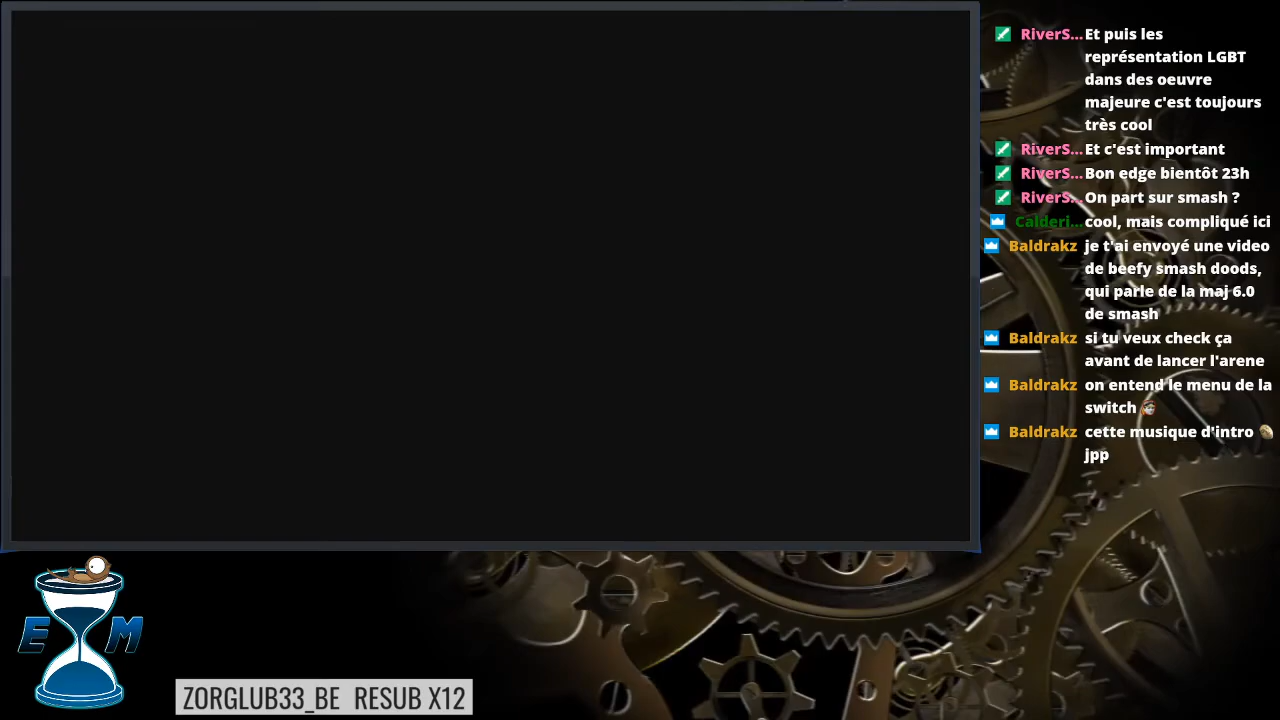 RiverS... Et puis les
représentation LGBT
dans des oeuvre
majeure c'est toujours
très cool
RiverS... Et c'est important
RiverS... Bon edge bientôt 23h
RiverS... On part sur smash ?
Calderi... cool, mais compliqué ici
Baldrakz je t'ai envoyé une video
de beefy smash doods,
qui parle de la maj 6.0
de smash
Baldrakz si tu veux check ça
avant de lancer l'arene
Baldrakz on entend le menu de la
switch
Baldrakz cette musique d'intro
jpp
E M
ZORGLUB33_BE RESUB X12